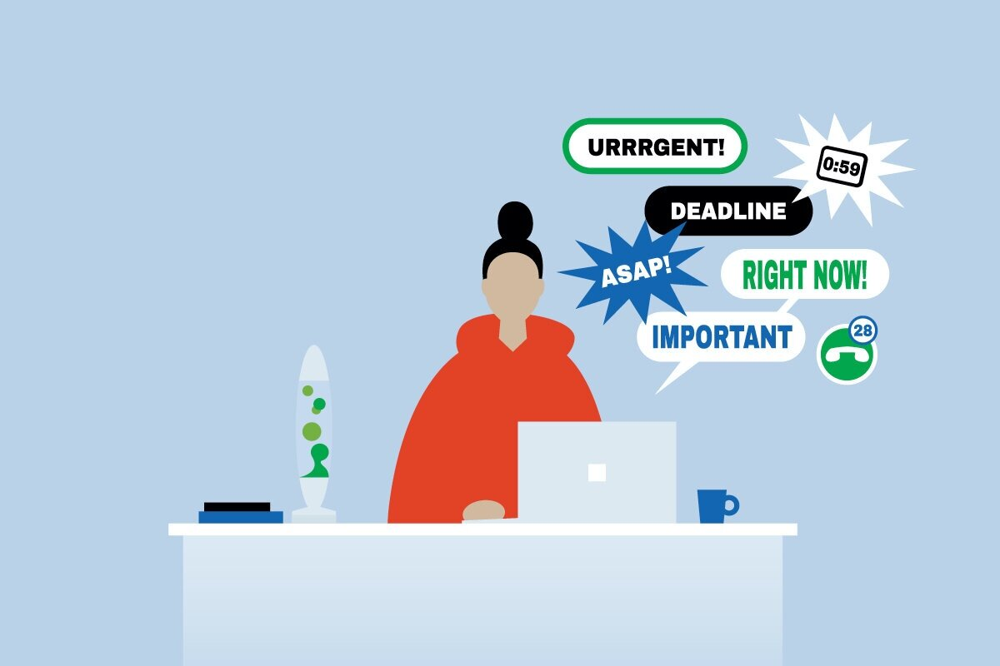 URRRGENT!
0:59
DEADLINE
ASAP!
RIGHT NOW!
IMPORTANT
28